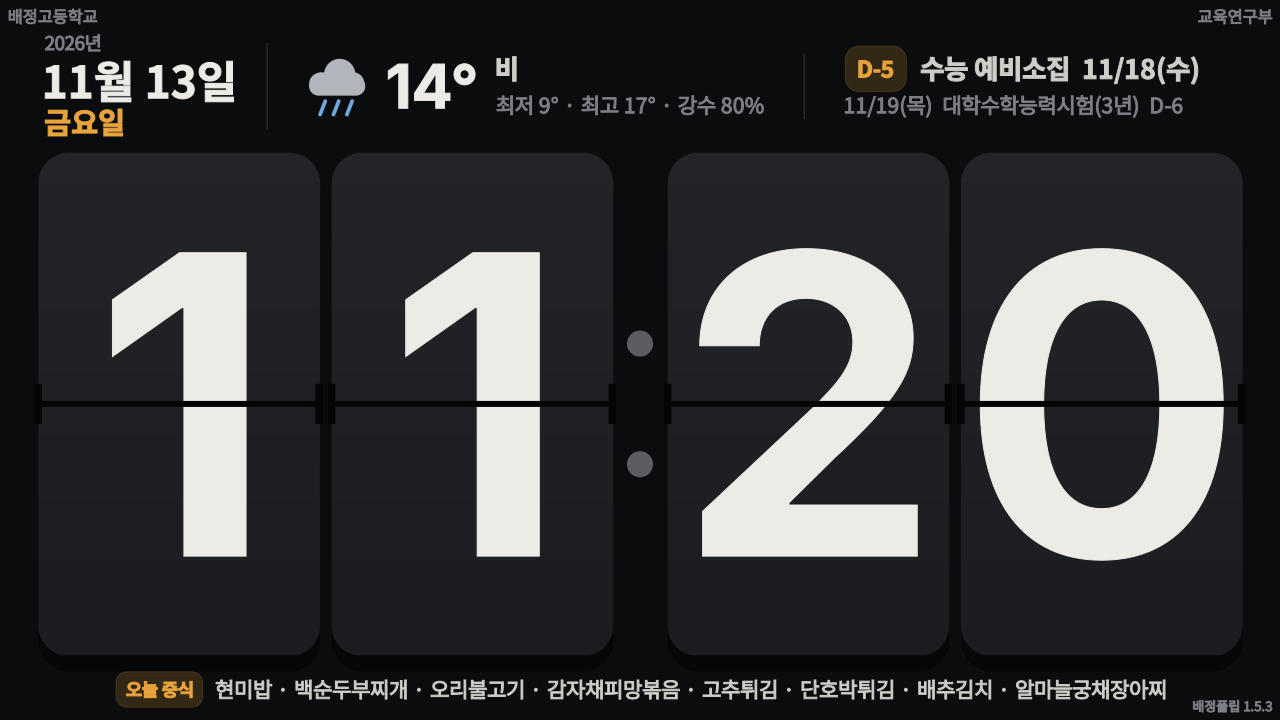 배정고등학교
교육연구부
2026년
11월 13일
금요일
14°
비
최저 9° · 최고 17° · 강수 80%
D-5 수능 예비소집 11/18(수)
11/19(목) 대학수학능력시험(3년) D-6
11:20
오늘 중식 현미밥 · 백순두부찌개 · 오리불고기 · 감자채피망볶음 · 고추튀김 · 단호박튀김 · 배추김치 · 알마늘궁채장아찌
배정플립 1.5.3